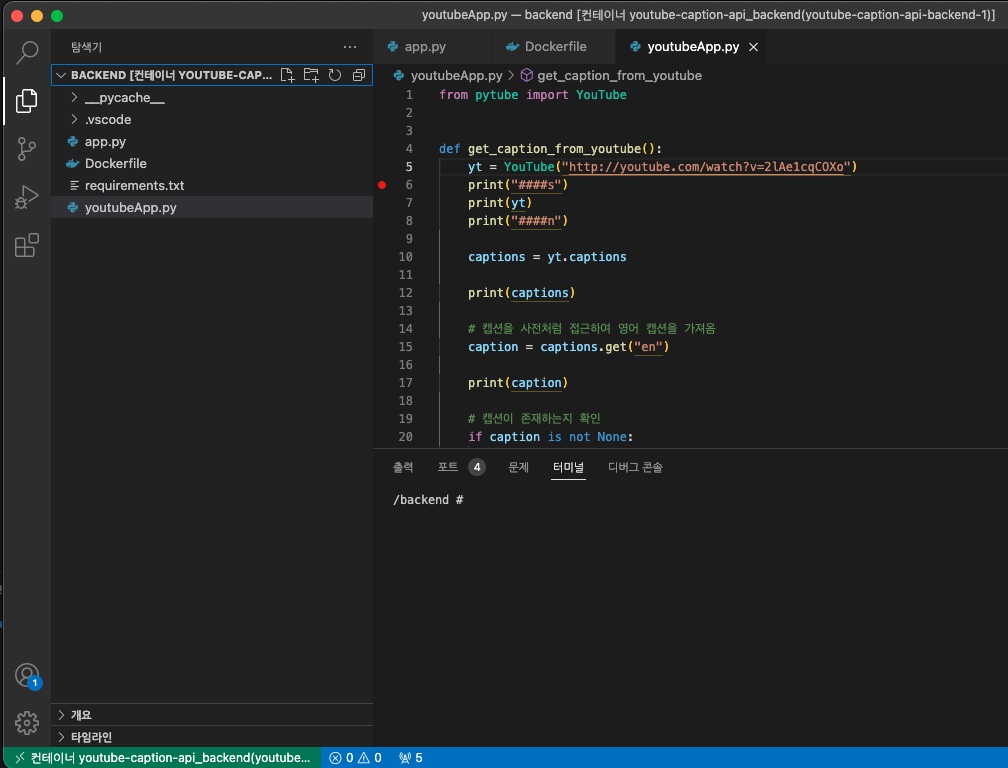 youtubeApp.py — backend [컨테이너 youtube-caption-api_backend(youtube-caption-api-backend-1)]
탐색기
BACKEND [컨테이너 YOUTUBE-CAP...
__pycache__
.vscode
app.py
Dockerfile
requirements.txt
youtubeApp.py
개요
타임라인
1
app.py
Dockerfile
youtubeApp.py
youtubeApp.py > get_caption_from_youtube
1 from pytube import YouTube
2
3
4 def get_caption_from_youtube():
5 yt = YouTube("http://youtube.com/watch?v=2lAe1cqCOXo")
6 print("####s")
7 print(yt)
8 print("####n")
9
10 captions = yt.captions
11
12 print(captions)
13
14 # 캡션을 사전처럼 접근하여 영어 캡션을 가져옴
15 caption = captions.get("en")
16
17 print(caption)
18
19 # 캡션이 존재하는지 확인
20 if caption is not None:
출력 포트 4 문제 터미널 디버그 콘솔
/backend #
컨테이너 youtube-caption-api_backend(youtube... 0 0 5